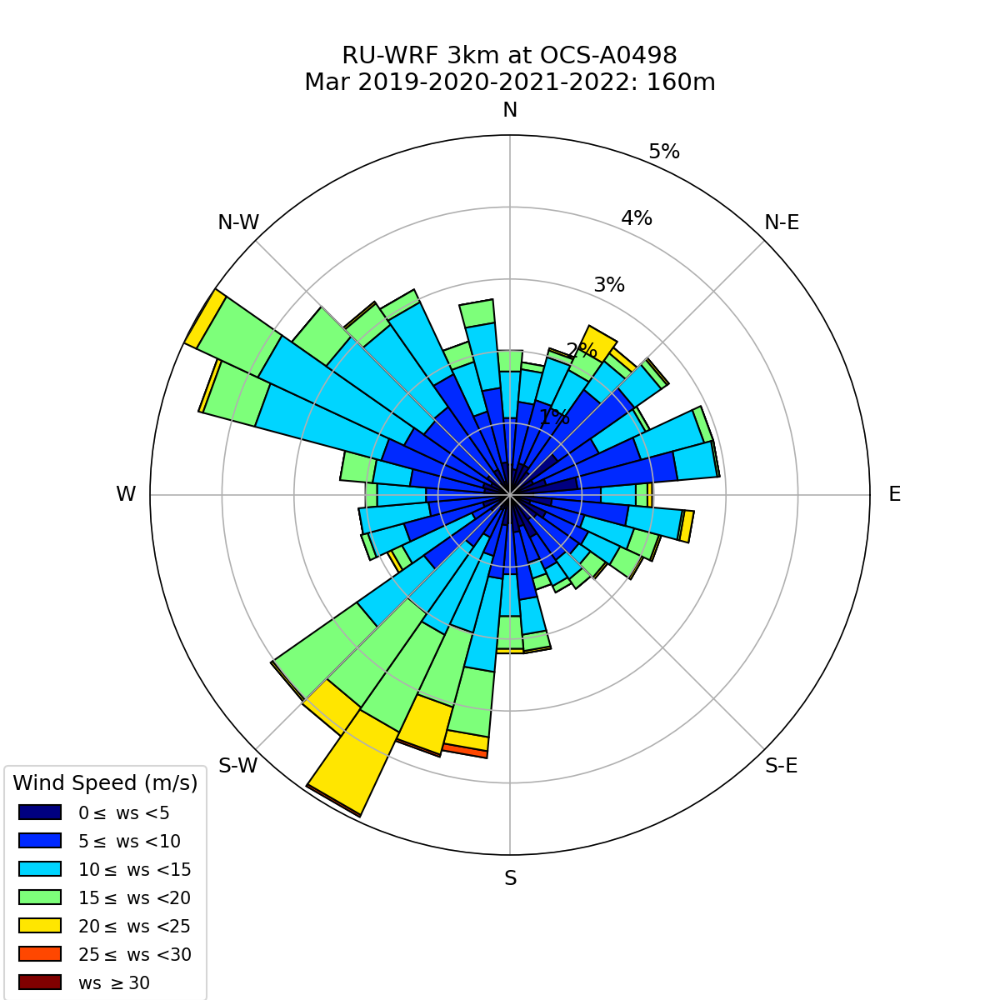 RU-WRF 3km at OCS-A0498
Mar 2019-2020-2021-2022: 160m
N
5%
N-W
4%
N-E
3%
2%
1%
W
E
S-W
S-E
S
Wind Speed (m/s)
0 ≤ ws <5
5 ≤ ws <10
10 ≤ ws <15
15 ≤ ws <20
20 ≤ ws <25
25 ≤ ws <30
ws ≥ 30